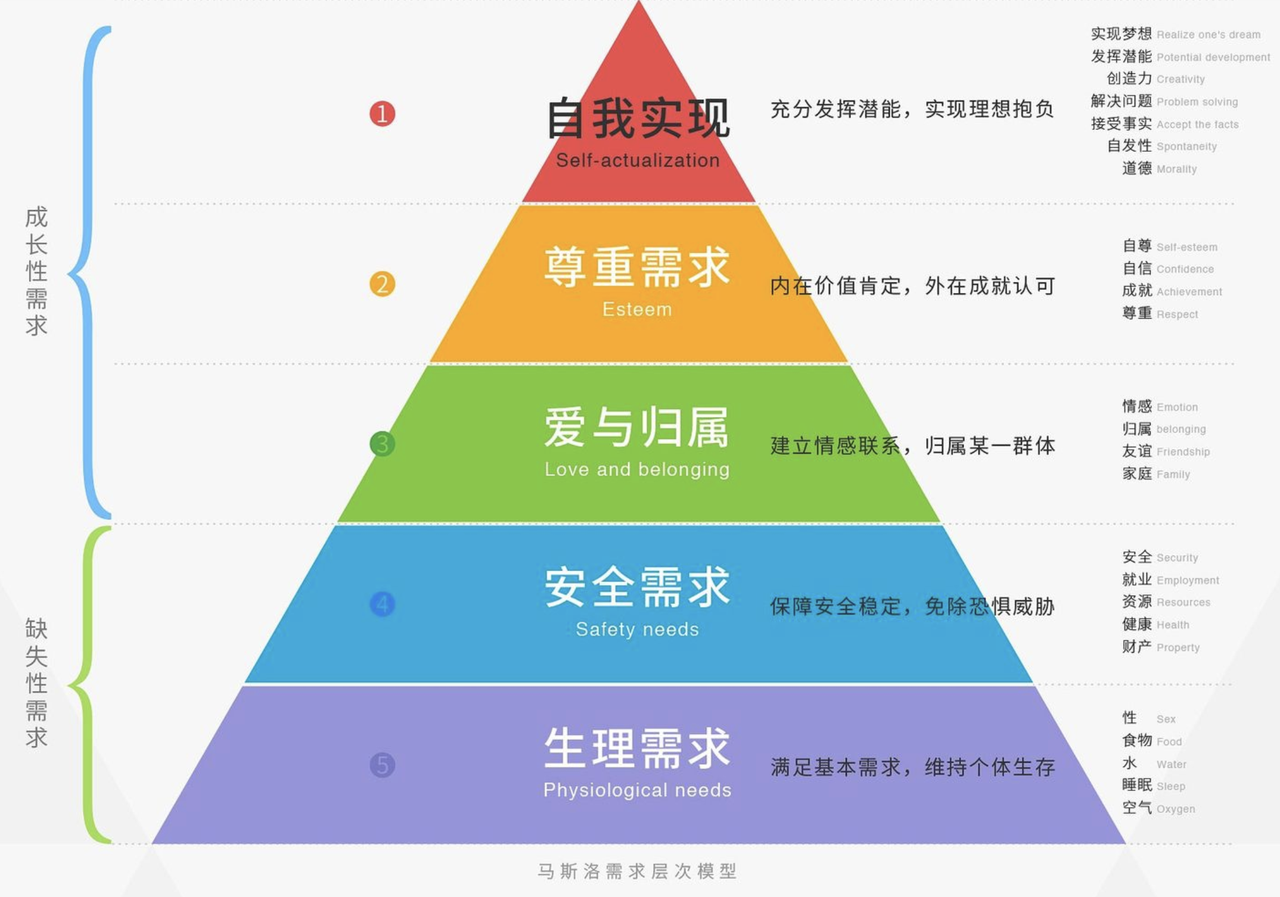 成长性需求
1
自我实现
Self-actualization
充分发挥潜能，实现理想抱负
实现梦想 Realize one's dream
发挥潜能 Potential development
创造力 Creativity
解决问题 Problem solving
接受事实 Accept the facts
自发性 Spontaneity
道德 Morality
2
尊重需求
Esteem
内在价值肯定，外在成就认可
自尊 Self-esteem
自信 Confidence
成就 Achievement
尊重 Respect
3
爱与归属
Love and belonging
建立情感联系，归属某一群体
情感 Emotion
归属 belonging
友谊 Friendship
家庭 Family
缺失性需求
4
安全需求
Safety needs
保障安全稳定，免除恐惧威胁
安全 Security
就业 Employment
资源 Resources
健康 Health
财产 Property
5
生理需求
Physiological needs
满足基本需求，维持个体生存
性 Sex
食物 Food
水 Water
睡眠 Sleep
空气 Oxygen
马斯洛需求层次模型